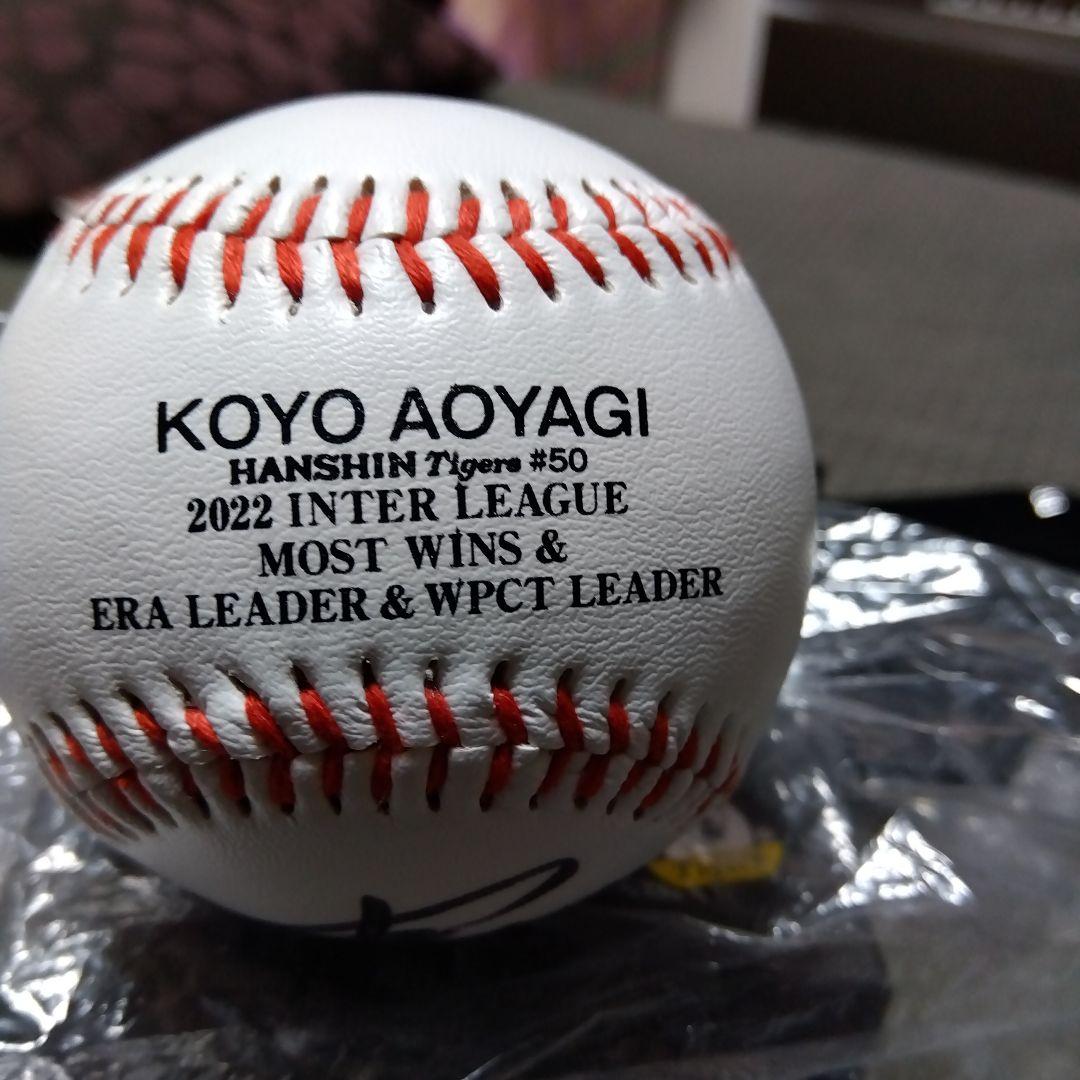 KOYO AOYAGI
HANSHIN Tigers #50
2022 INTER LEAGUE
MOST WINS &
ERA LEADER & WPCT LEADER